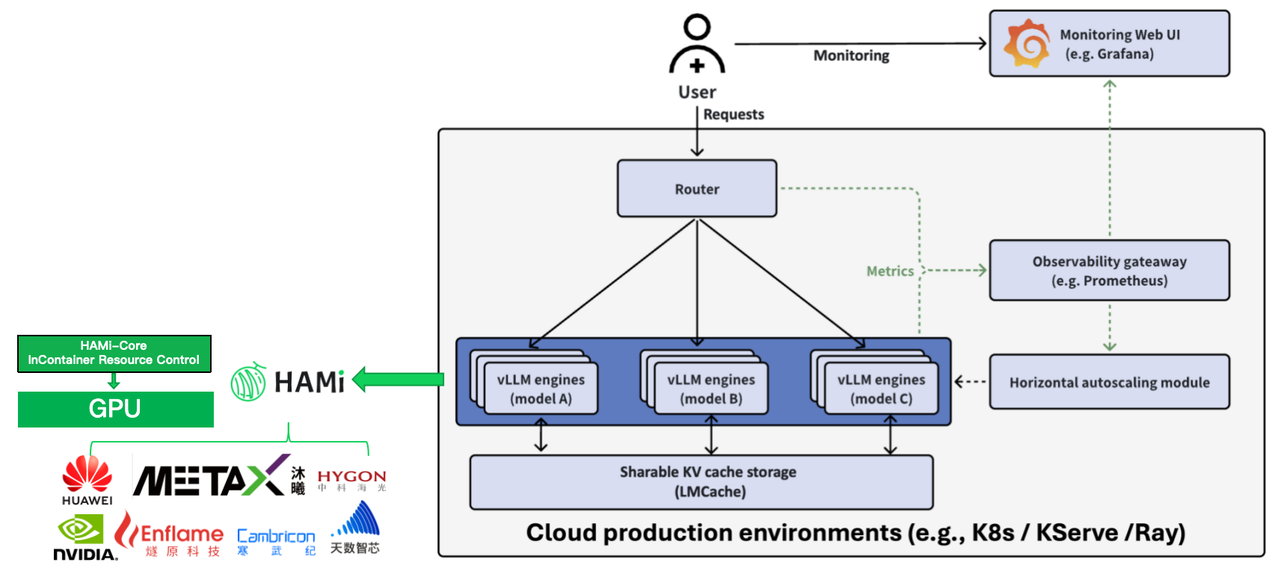 User
Monitoring
Monitoring Web UI
(e.g. Grafana)
Requests
Router
Metrics
Observability gateaway
(e.g. Prometheus)
Horizontal autoscaling module
vLLM engines
(model A)
vLLM engines
(model B)
vLLM engines
(model C)
Sharable KV cache storage
(LMCache)
Cloud production environments (e.g., K8s / KServe /Ray)
HAMi-Core
InContainer Resource Control
GPU
HAMi
HUAWEI
METAX
沐
曦
HYGON
中科海光
NVIDIA.
Enflame
燧原科技
Cambricon
寒武纪
天数智芯